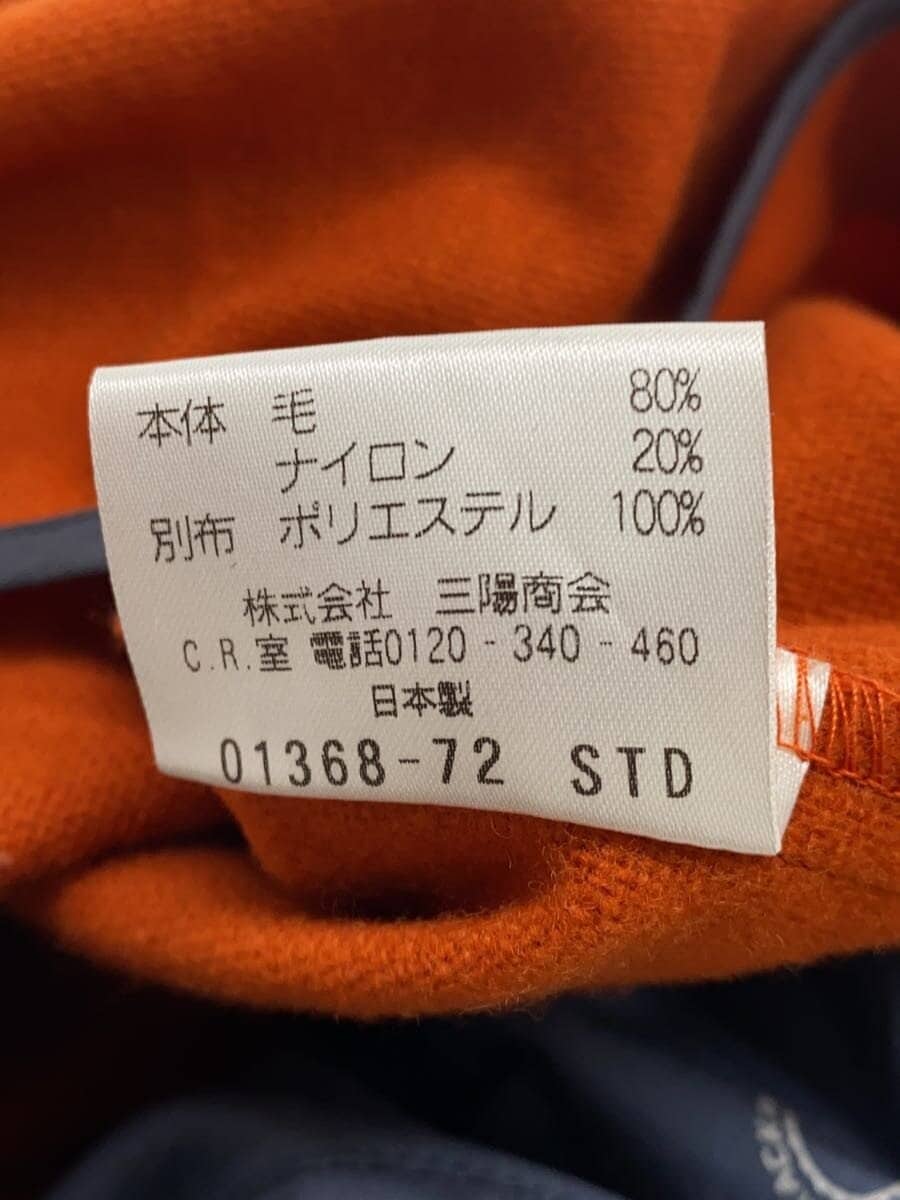 本体 毛 80%
ナイロン 20%
別布 ポリエステル 100%
株式会社 三陽商会
C.R.室 電話0120-340-460
日本製
01368-72 STD